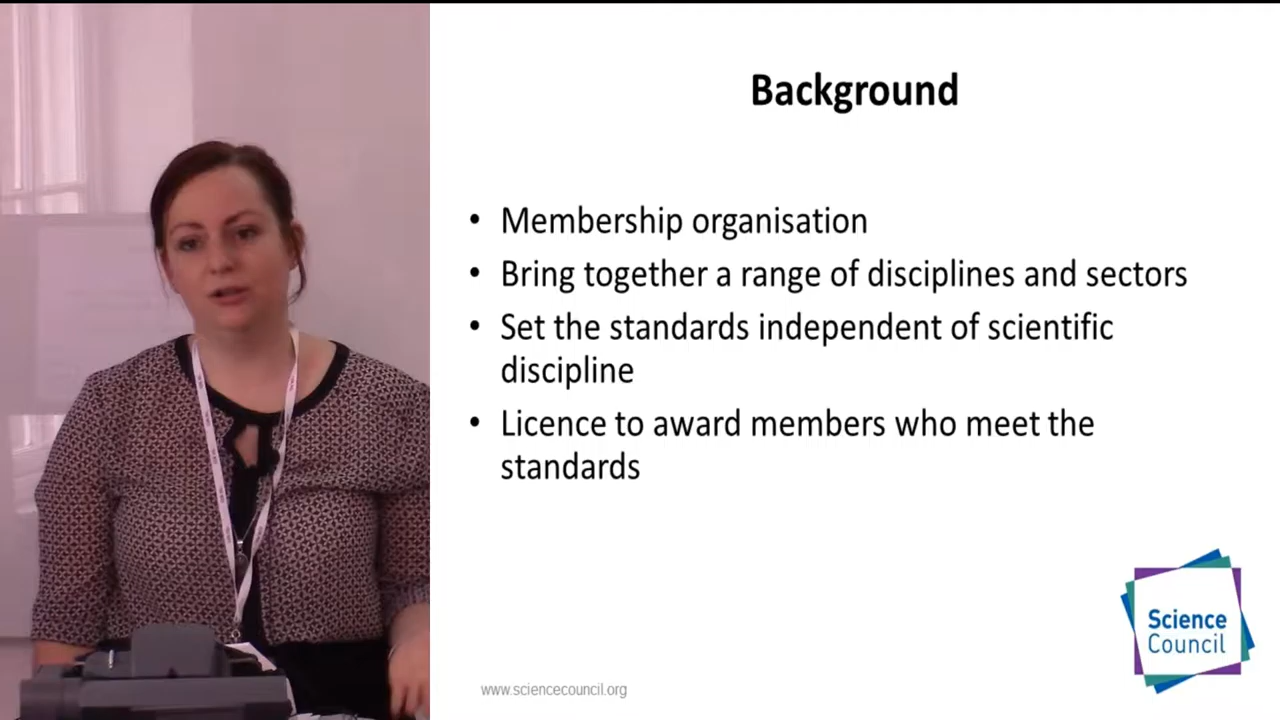 Background
• Membership organisation
• Bring together a range of disciplines and sectors
• Set the standards independent of scientific
discipline
• Licence to award members who meet the
standards
Science
Council
www.sciencecouncil.org